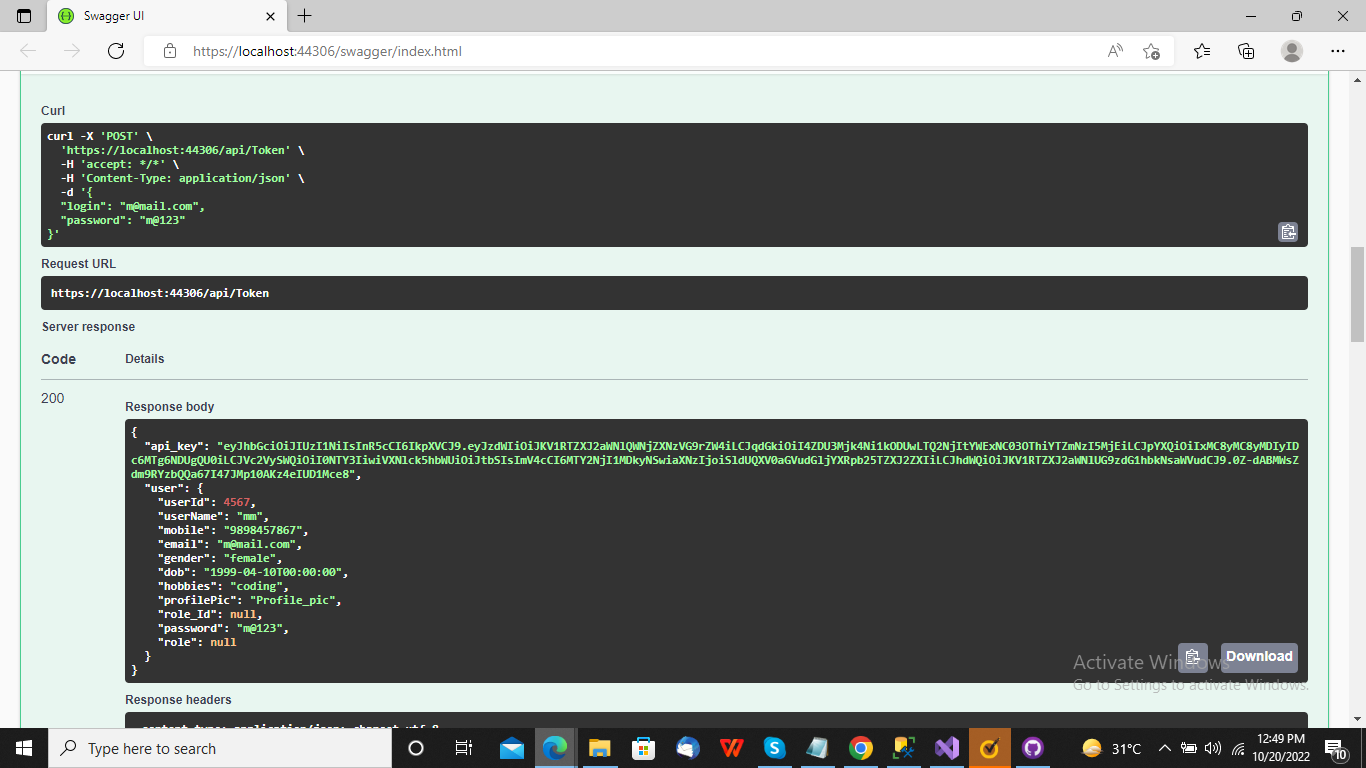 Swagger UI
https://localhost:44306/swagger/index.html
Curl
curl -X 'POST' \
'https://localhost:44306/api/Token' \
-H 'accept: */*' \
-H 'Content-Type: application/json' \
-d '{
"login": "m@mail.com",
"password": "m@123"
}'
Request URL
https://localhost:44306/api/Token
Server response
Code Details
200
Response body
{
"api_key": "eyJhbGciOiJIUzI1NiIsInR5cCI6IkpXVCJ9.eyJzdWIiOiJKV1RTZXJ2aWNlQWNjZXNzVG9rZW4iLCJqdGkiOiI4ZDU3Mjk4Ni1kODUwLTQ2NjItYWExNC03OThiYTZmNzI5MjEiLCJpYXQiOiIxMC8yMC8yMDIyIDc6MTg6NDUgQU0iLCJVc2VySWQiOiI0NTY3IiwiVXNlck5hbWUiOiJtbSIsImV4cCI6MTY2NjI1MDkyNSwiaXNzIjoiSldUQXV0aGVudGljYXRpb25TZXJ2ZXIiLCJhdWQiOiJKV1RTZXJ2aWNlUG9zdG1hbkNsaWVudCJ9.0Z-dABMWsZ
dm9RYzbQQa67I47JMp10AKz4eIUD1Mce8",
"user": {
"userId": 4567,
"userName": "mm",
"mobile": "9898457867",
"email": "m@mail.com",
"gender": "female",
"dob": "1999-04-10T00:00:00",
"hobbies": "coding",
"profilePic": "Profile_pic",
"role_Id": null,
"password": "m@123",
"role": null
}
}
Download
Activate Windows
Go to Settings to activate Windows.
Response headers
Type here to search
31°C
12:49 PM
10/20/2022
10